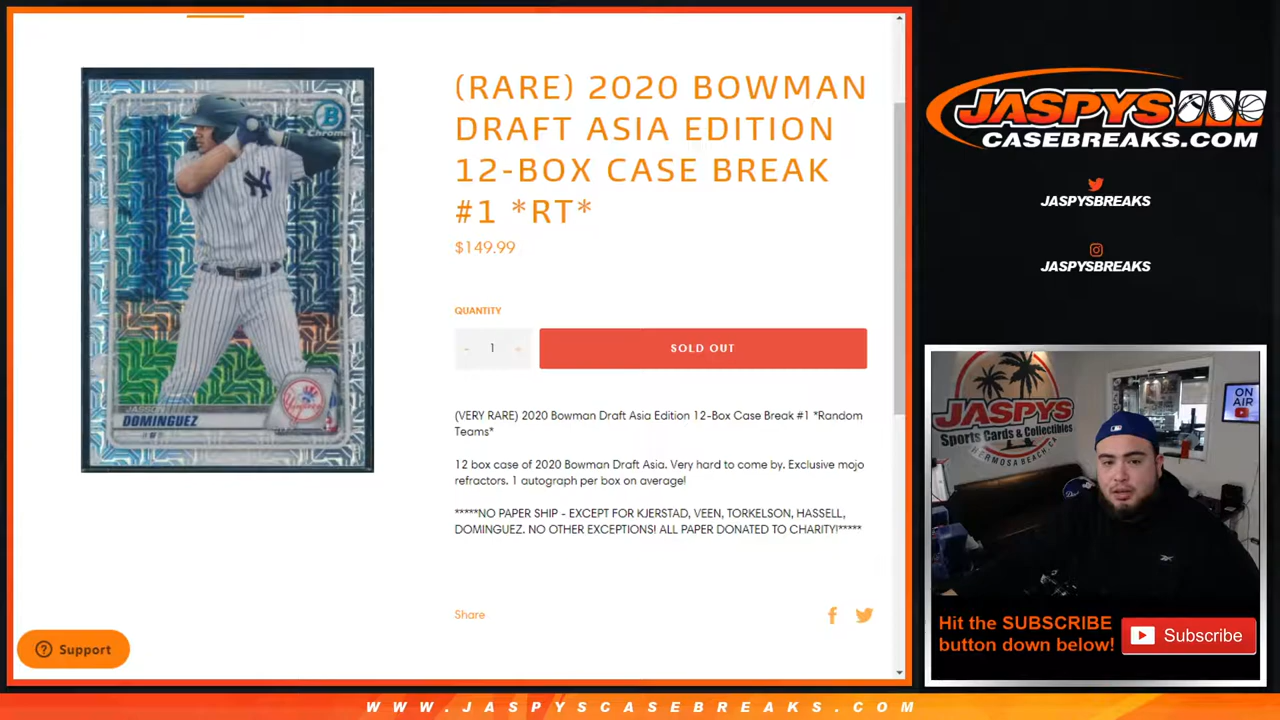 (RARE) 2020 BOWMAN
DRAFT ASIA EDITION
12-BOX CASE BREAK
#1 *RT*
$149.99
QUANTITY
- 1 +
SOLD OUT
(VERY RARE) 2020 Bowman Draft Asia Edition 12-Box Case Break #1 *Random
Teams*
12 box case of 2020 Bowman Draft Asia. Very hard to come by. Exclusive mojo
refractors. 1 autograph per box on average!
*****NO PAPER SHIP - EXCEPT FOR KJERSTAD, VEEN, TORKELSON, HASSELL,
DOMINGUEZ. NO OTHER EXCEPTIONS! ALL PAPER DONATED TO CHARITY!*****
Share
? Support
B
Chrome
NY
JASSON
DOMINGUEZ
Yankees
JASPYS
CASEBREAKS.COM
JASPYSBREAKS
JASPYSBREAKS
JASPYS
Sports Cards & Collectibles
HERMOSA BEACH, CA
ON
AIR
Hit the SUBSCRIBE
button down below!
Subscribe
WWW.JASPYSCASEBREAKS.COM